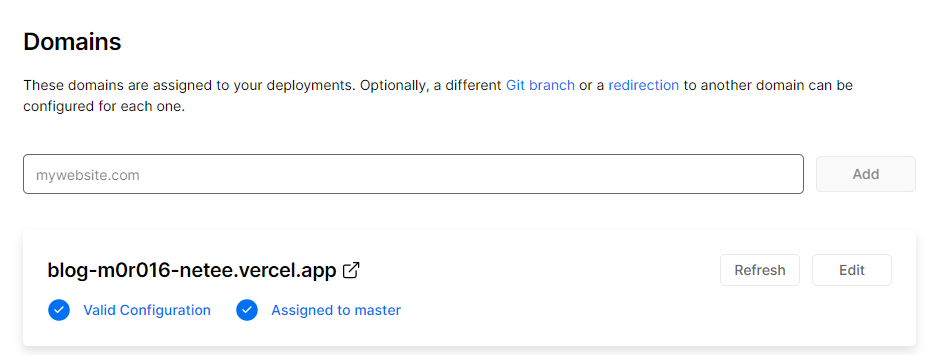 Domains
These domains are assigned to your deployments. Optionally, a different Git branch or a redirection to another domain can be
configured for each one.
mywebsite.com
Add
blog-m0r016-netee.vercel.app
Refresh
Edit
Valid Configuration
Assigned to master